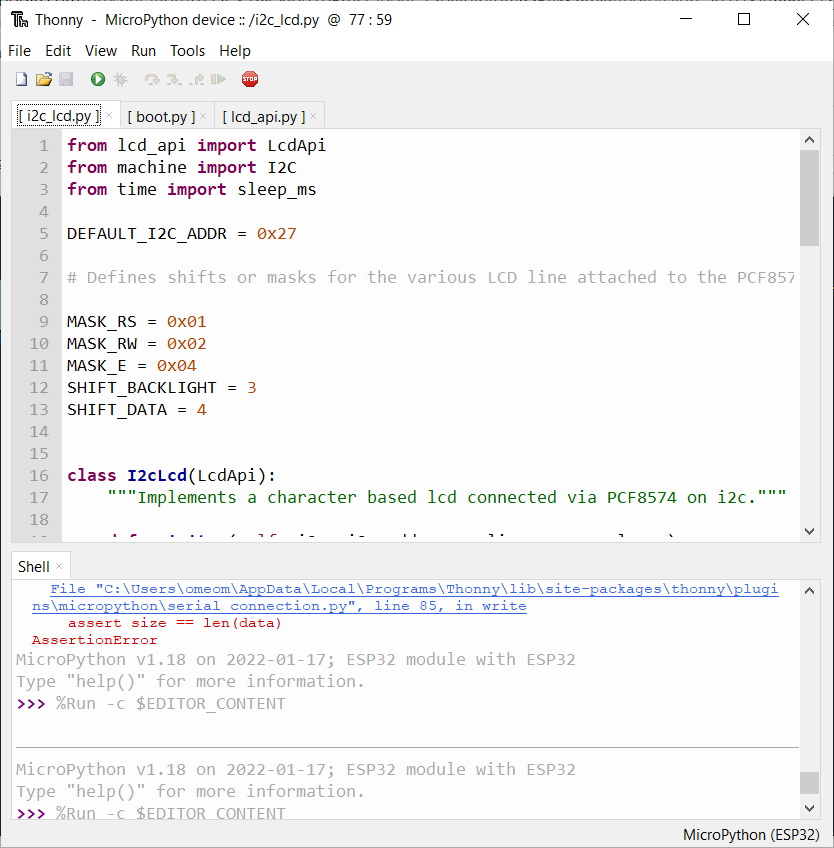 Thonny - MicroPython device :: /i2c_lcd.py @ 77 : 59
File Edit View Run Tools Help
STOP
[ i2c_lcd.py ] × [ boot.py ] × [ lcd_api.py ] ×
1 from lcd_api import LcdApi
2 from machine import I2C
3 from time import sleep_ms
4
5 DEFAULT_I2C_ADDR = 0x27
6
7 # Defines shifts or masks for the various LCD line attached to the PCF857
8
9 MASK_RS = 0x01
10 MASK_RW = 0x02
11 MASK_E = 0x04
12 SHIFT_BACKLIGHT = 3
13 SHIFT_DATA = 4
14
15
16 class I2cLcd(LcdApi):
17 """Implements a character based lcd connected via PCF8574 on i2c."""
18
Shell ×
File "C:\Users\omeom\AppData\Local\Programs\Thonny\lib\site-packages\thonny\plugi
ns\micropython\serial_connection.py", line 85, in write
assert size == len(data)
AssertionError
MicroPython v1.18 on 2022-01-17; ESP32 module with ESP32
Type "help()" for more information.
>>> %Run -c $EDITOR_CONTENT
MicroPython v1.18 on 2022-01-17; ESP32 module with ESP32
Type "help()" for more information.
>>> %Run -c $EDITOR_CONTENT
MicroPython (ESP32)